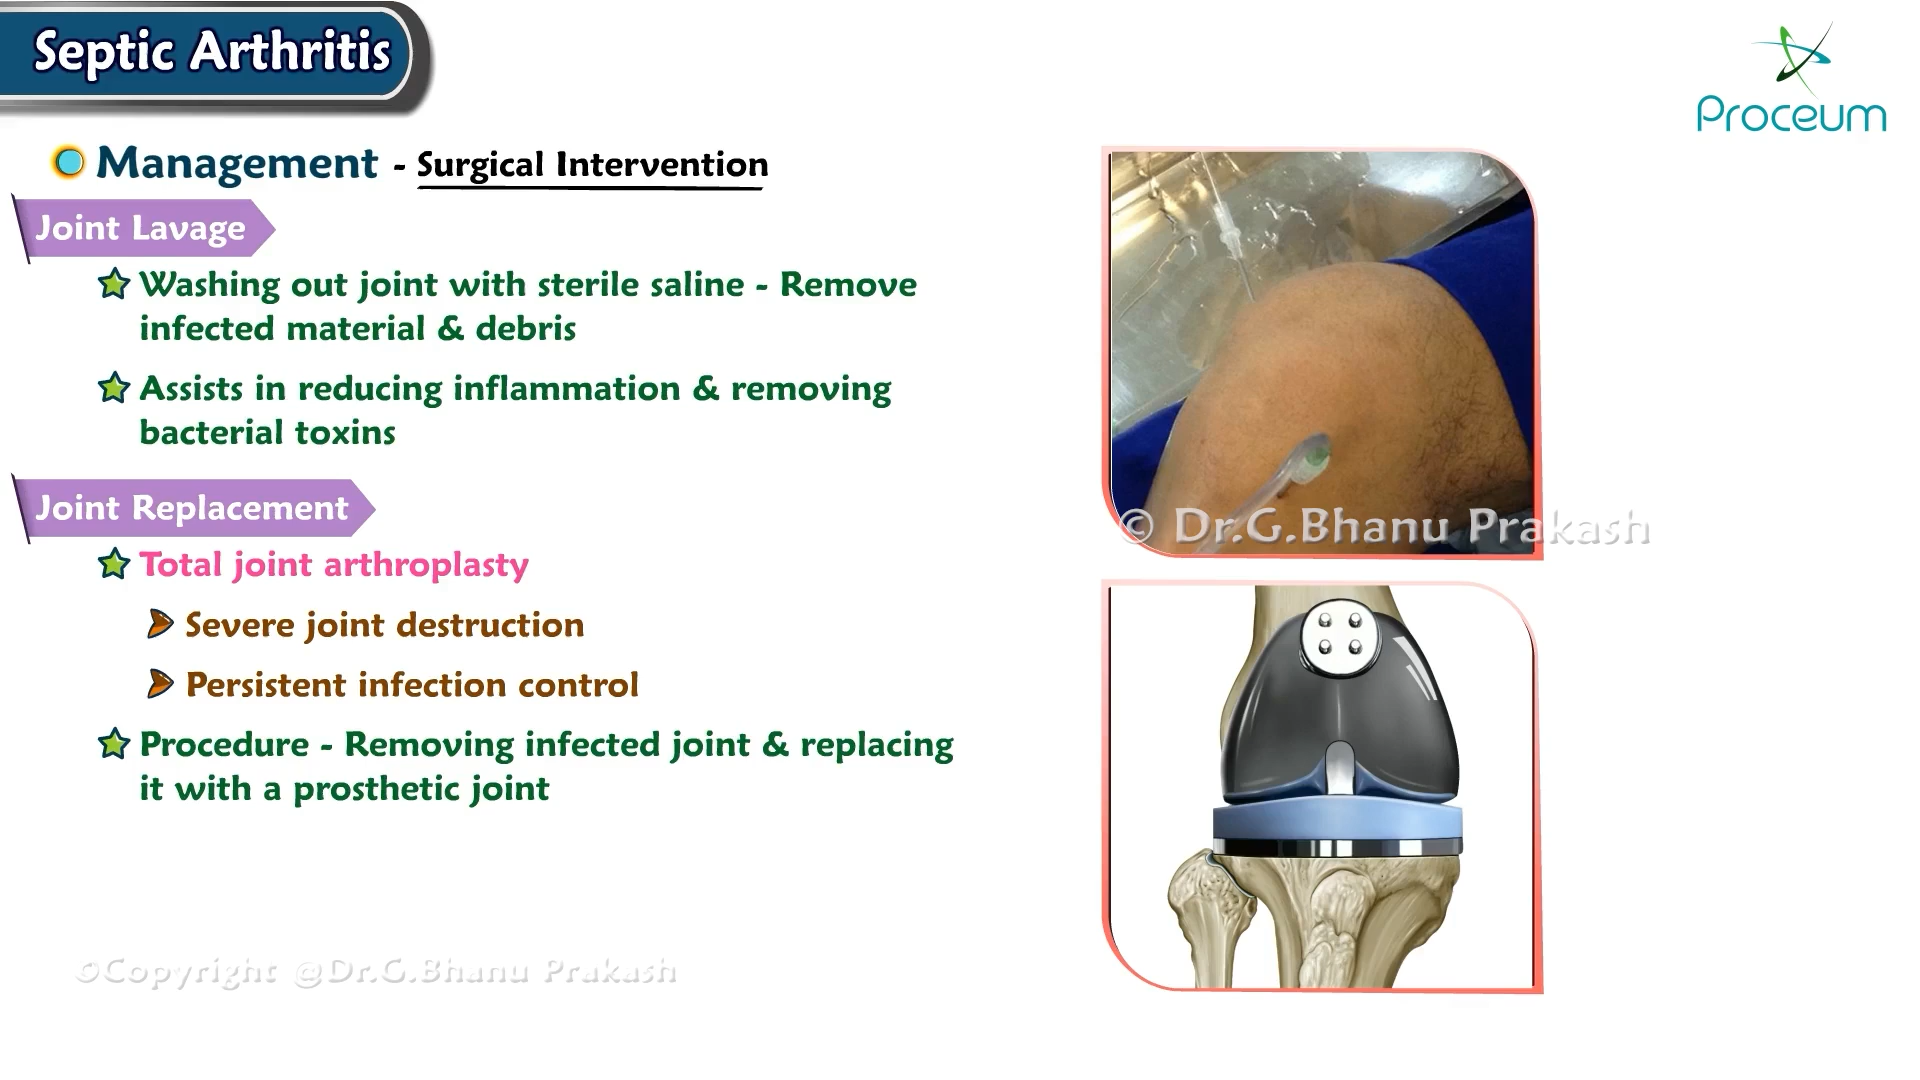 Septic Arthritis
Proceum
Management - Surgical Intervention
Joint Lavage
Washing out joint with sterile saline - Remove
infected material & debris
Assists in reducing inflammation & removing
bacterial toxins
Joint Replacement
Total joint arthroplasty
Severe joint destruction
Persistent infection control
Procedure - Removing infected joint & replacing
it with a prosthetic joint
© Dr.G.Bhanu Prakash
©Copyright @Dr.G.Bhanu Prakash